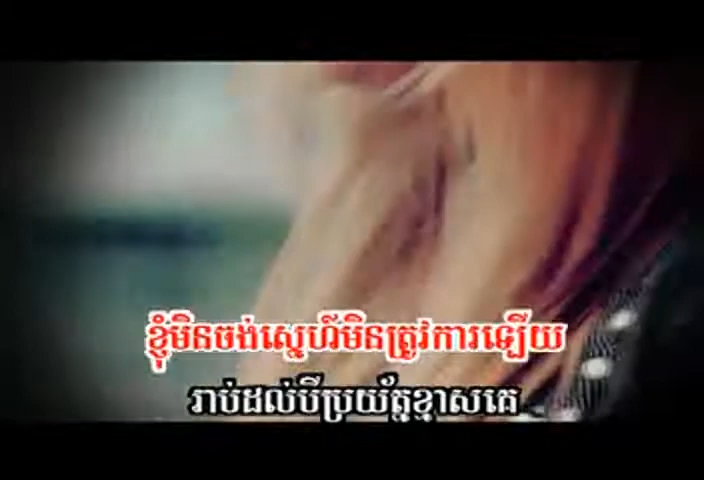 ខ្ញុំមិនចង់ស្នេហ៍មិនត្រូវការឡើយ
រាប់ដល់បីប្រយ័ត្នខ្មាសគេ